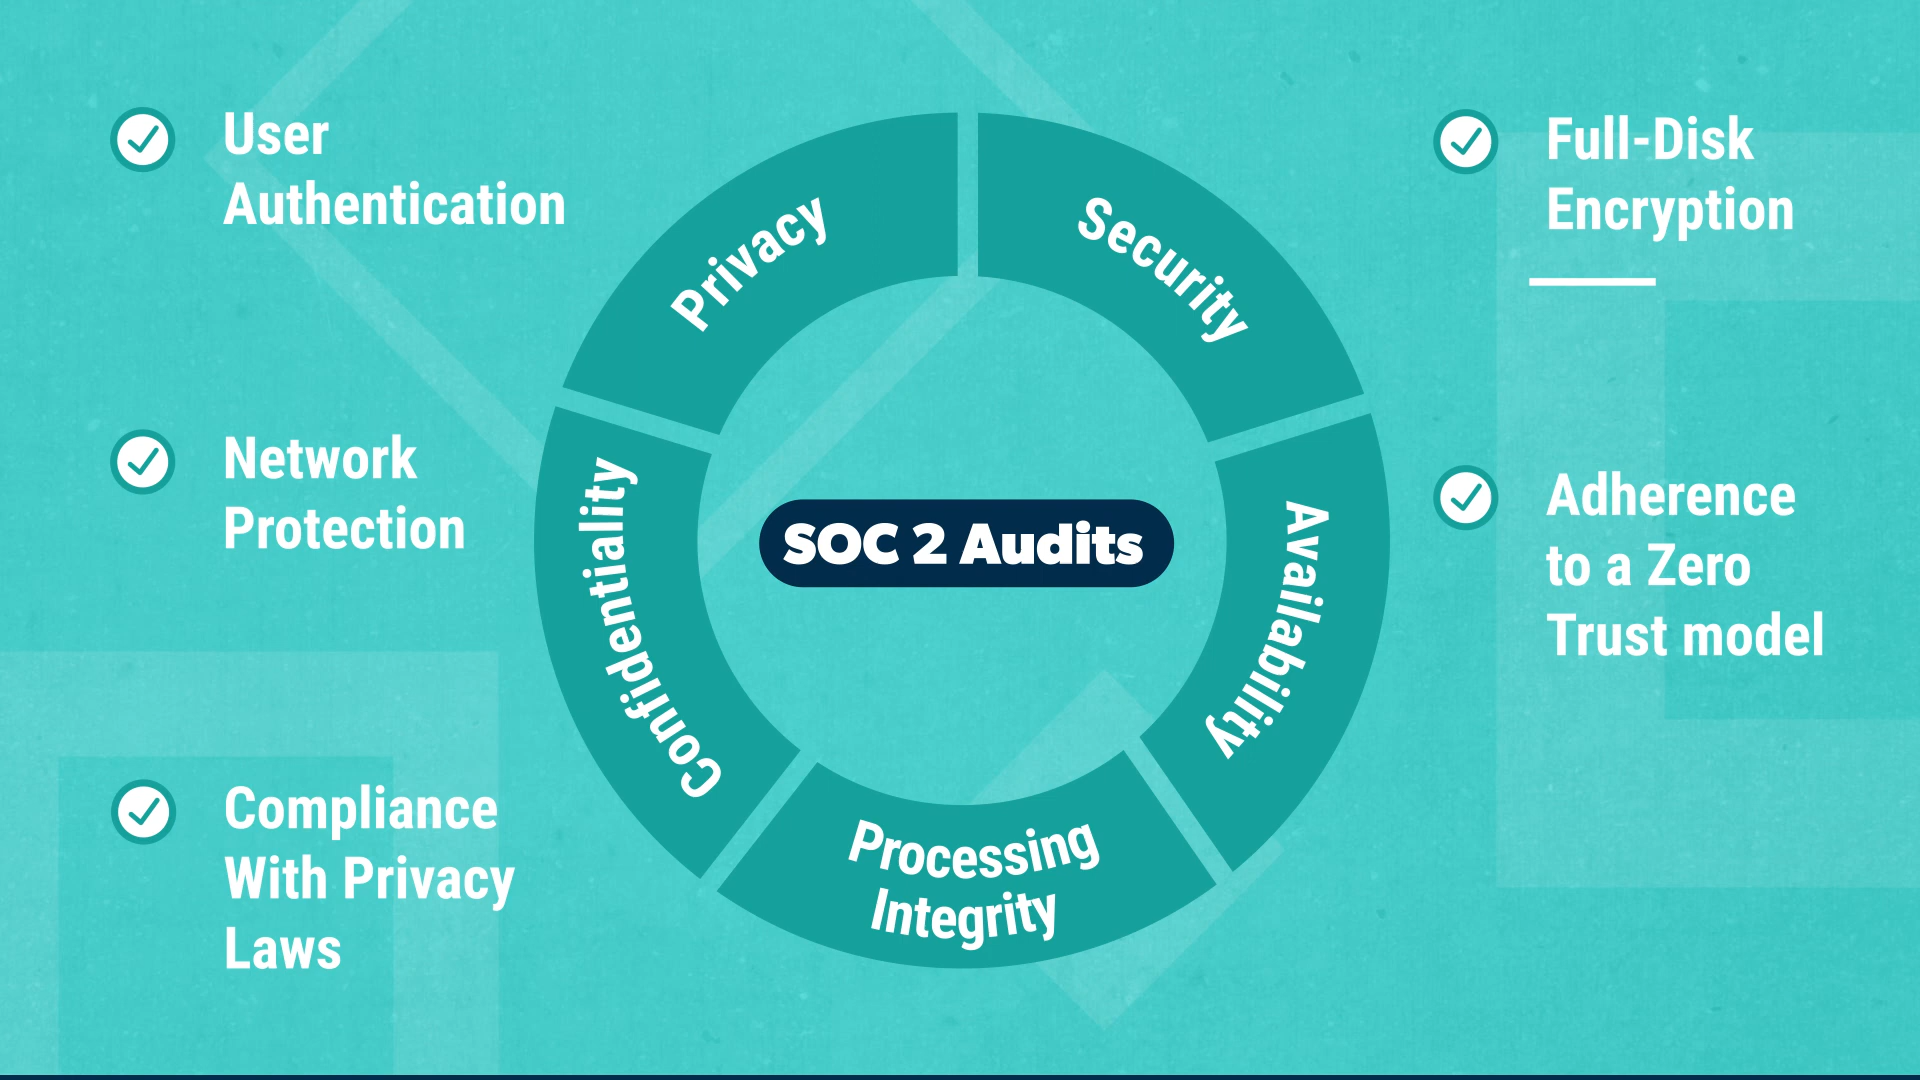 User
Authentication
Network
Protection
Compliance
With Privacy
Laws
Privacy
Security
Confidentiality
SOC 2 Audits
Availability
Processing
Integrity
Full-Disk
Encryption
Adherence
to a Zero
Trust model